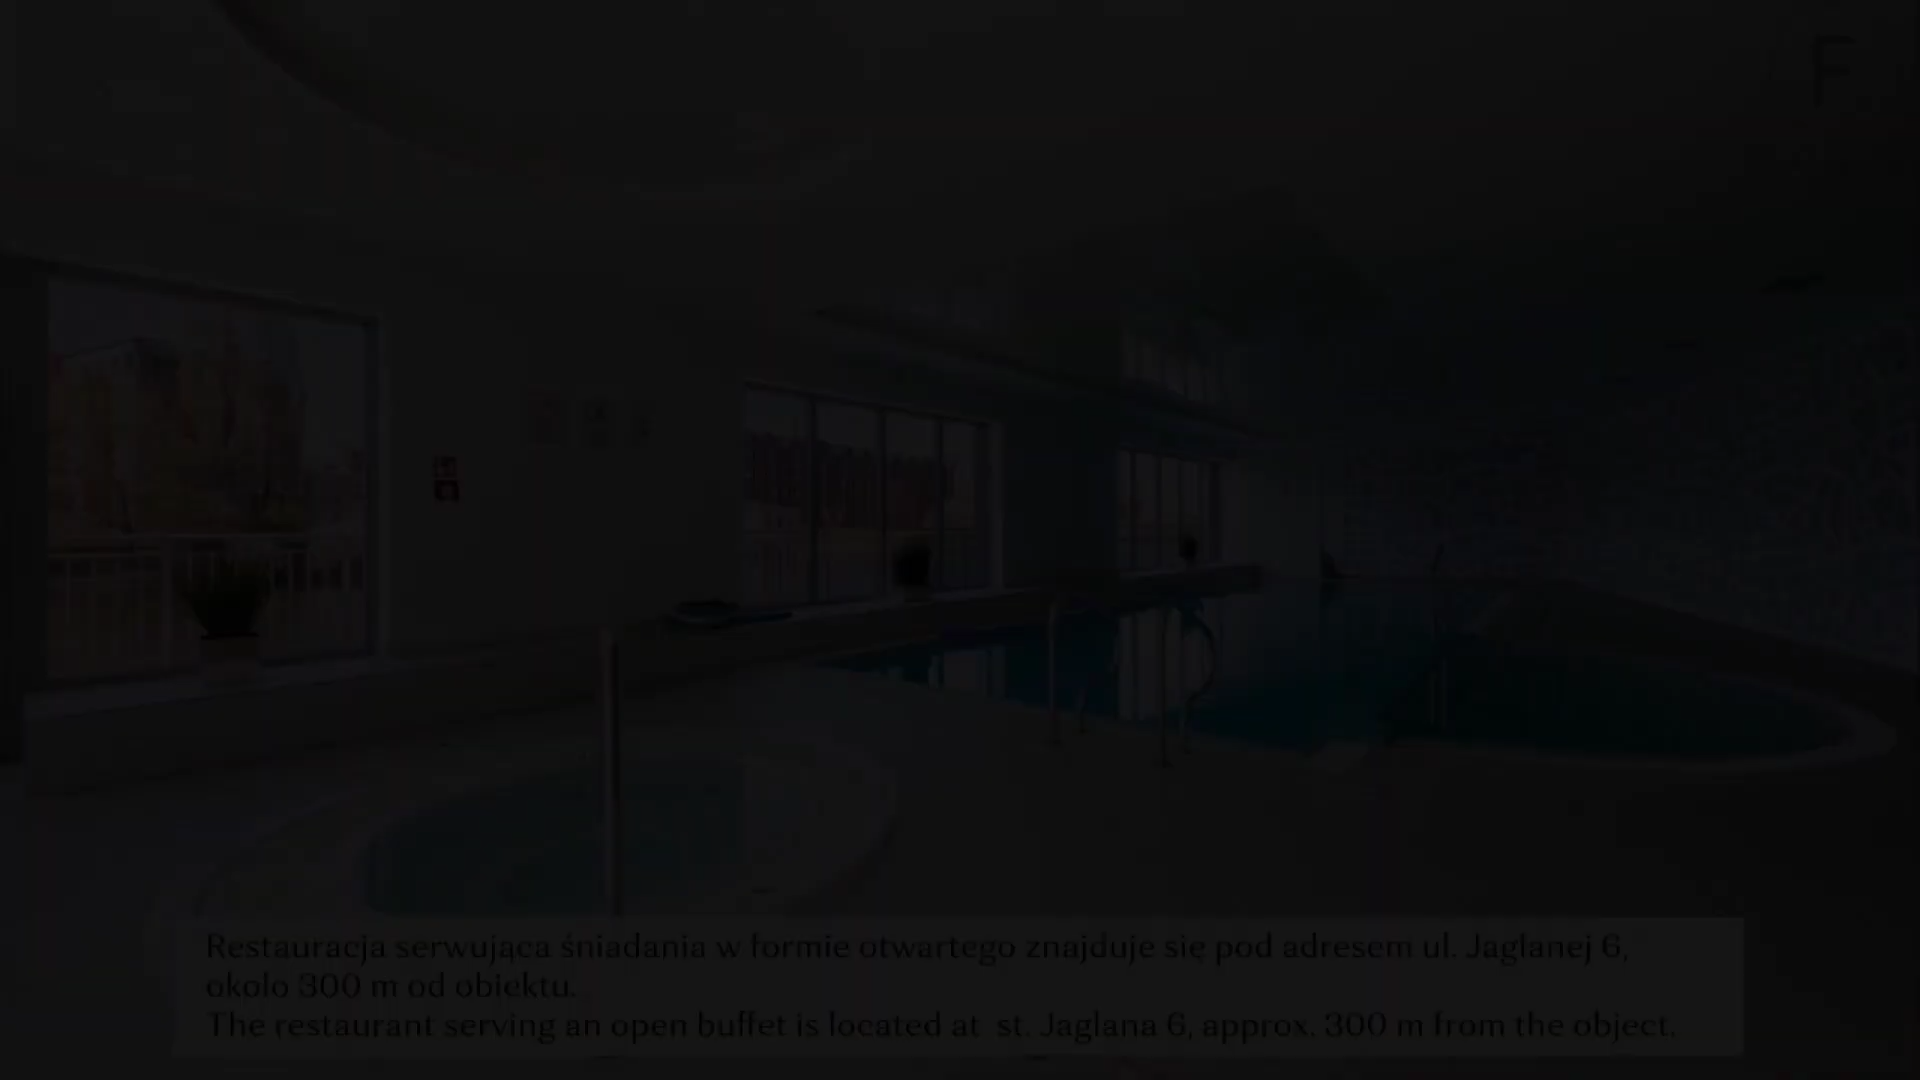 F
Restauracja serwująca śniadania w formie otwartego znajduje się pod adresem ul. Jaglanej 6,
około 300 m od obiektu.
The restaurant serving an open buffet is located at st. Jaglana 6, approx. 300 m from the object.